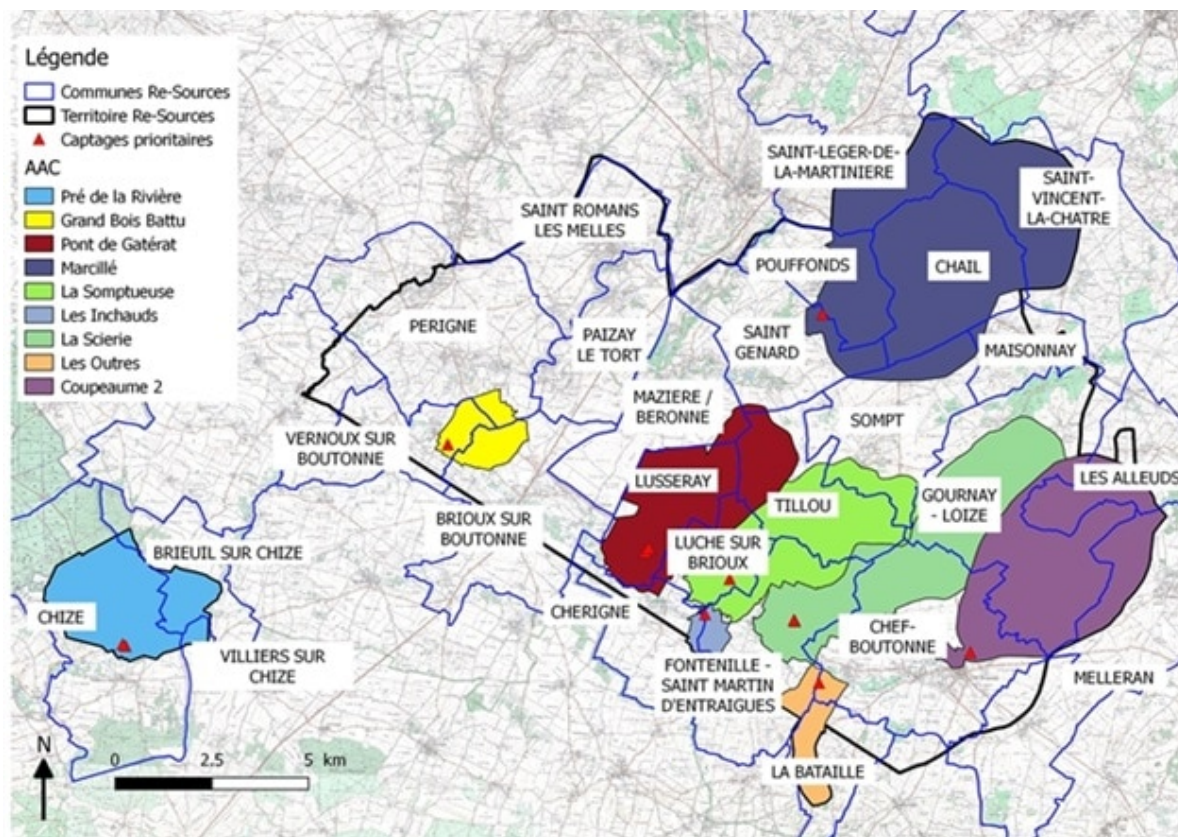 Légende
Communes Re-Sources
Territoire Re-Sources
Captages prioritaires
AAC
Pré de la Rivière
Grand Bois Battu
Pont de Gatérat
Marcillé
La Somptueuse
Les Inchauds
La Scierie
Les Outres
Coupeaume 2
SAINT-LEGER-DE-
LA-MARTINIERE
SAINT-
VINCENT-
LA-CHATRE
SAINT ROMANS
LES MELLES
POUFFONDS
CHAIL
PERIGNE
PAIZAY
LE TORT
SAINT
GENARD
MAISONNAY
MAZIERE /
BERONNE
SOMPT
VERNOUX SUR
BOUTONNE
LUSSERAY
LES ALLEUDS
TILLOU
GOURNAY
- LOIZE
BRIOUX SUR
BOUTONNE
LUCHE SUR
BRIOUX
BRIEUIL SUR CHIZE
CHIZE
CHERIGNE
CHEF-
BOUTONNE
VILLIERS SUR
CHIZE
FONTENILLE -
SAINT MARTIN
D'ENTRAIGUES
MELLERAN
LA BATAILLE
N
0 2.5 5 km